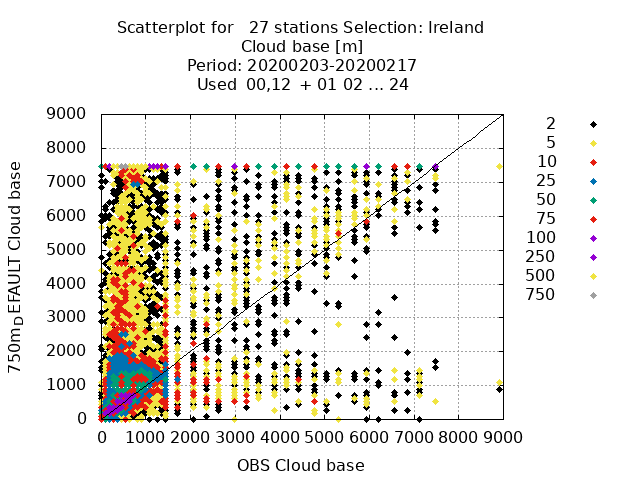 Scatterplot for 27 stations Selection: Ireland
Cloud base [m]
Period: 20200203-20200217
Used 00,12 + 01 02 ... 24
750m_DEFAULT Cloud base
9000
8000
7000
6000
5000
4000
3000
2000
1000
0
0 1000 2000 3000 4000 5000 6000 7000 8000 9000
OBS Cloud base
2
5
10
25
50
75
100
250
500
750